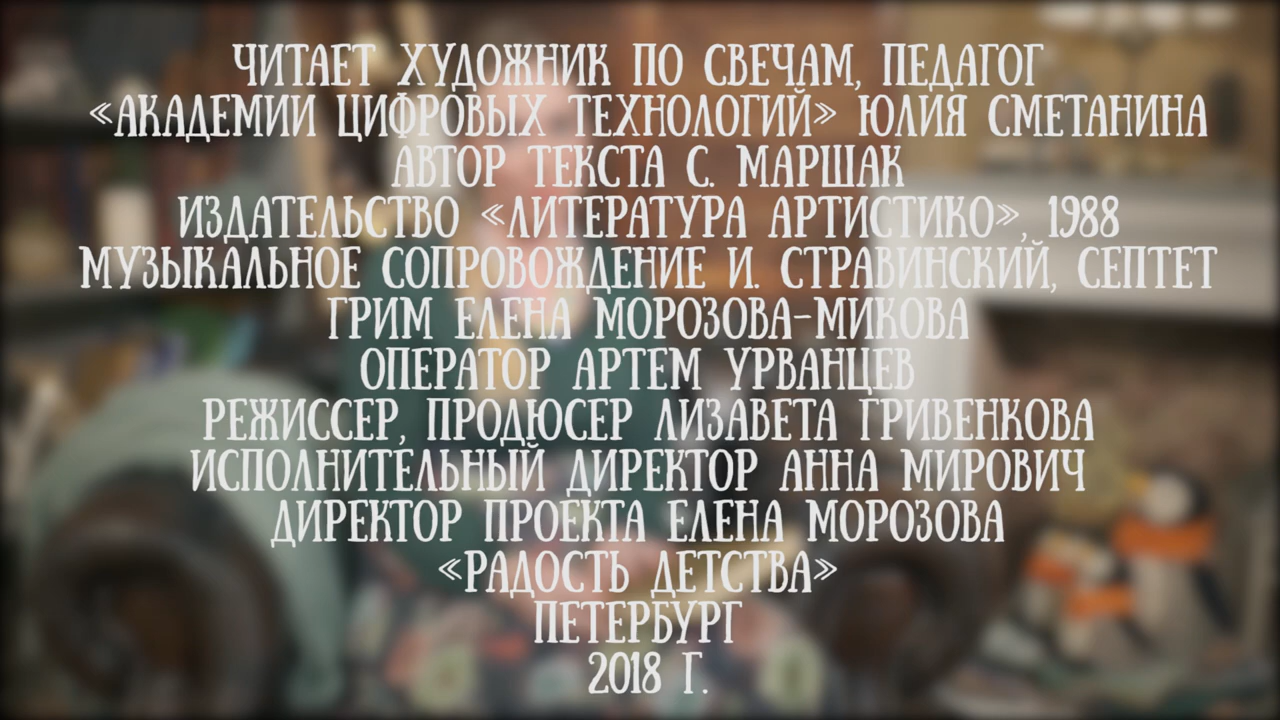 ЧИТАЕТ ХУДОЖНИК ПО СВЕЧАМ, ПЕДАГОГ
«АКАДЕМИИ ЦИФРОВЫХ ТЕХНОЛОГИЙ» ЮЛИЯ СМЕТАНИНА
АВТОР ТЕКСТА С. МАРШАК
ИЗДАТЕЛЬСТВО «ЛИТЕРАТУРА АРТИСТИКО», 1988
МУЗЫКАЛЬНОЕ СОПРОВОЖДЕНИЕ И. СТРАВИНСКИЙ, СЕПТЕТ
ГРИМ ЕЛЕНА МОРОЗОВА-МИКОВА
ОПЕРАТОР АРТЕМ УРВАНЦЕВ
РЕЖИССЕР, ПРОДЮСЕР ЛИЗАВЕТА ГРИВЕНКОВА
ИСПОЛНИТЕЛЬНЫЙ ДИРЕКТОР АННА МИРОВИЧ
ДИРЕКТОР ПРОЕКТА ЕЛЕНА МОРОЗОВА
«РАДОСТЬ ДЕТСТВА»
ПЕТЕРБУРГ
2018 Г.